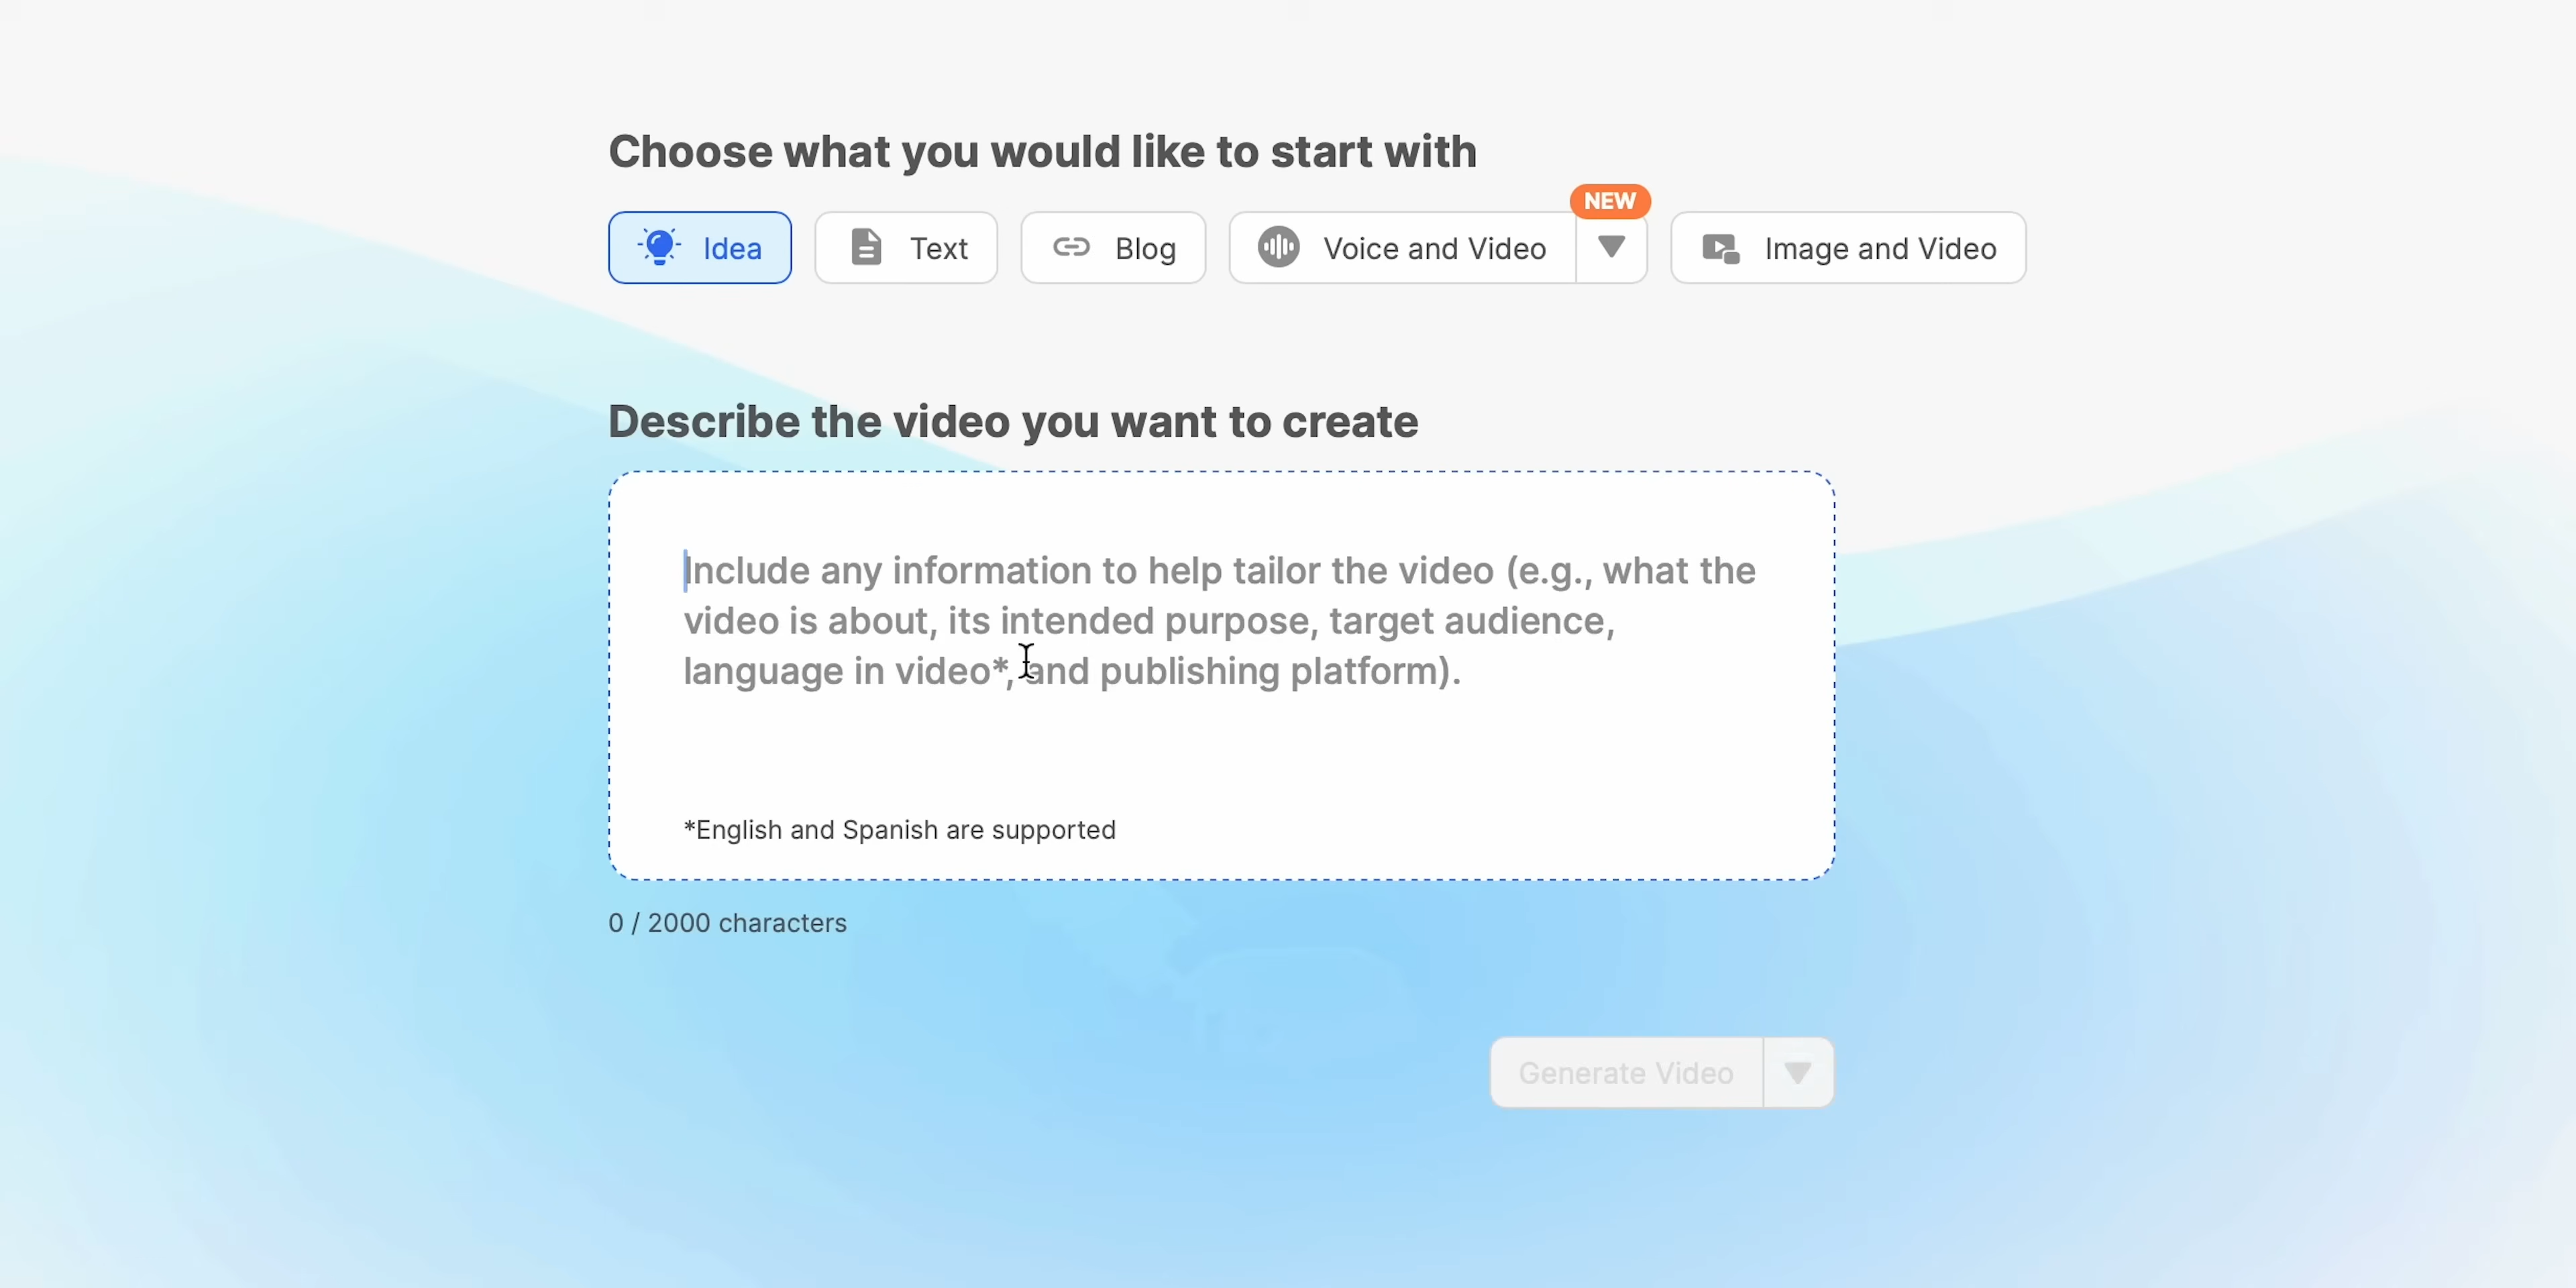 Choose what you would like to start with
NEW
Idea
Text
Blog
Voice and Video
Image and Video
Describe the video you want to create
Include any information to help tailor the video (e.g., what the
video is about, its intended purpose, target audience,
language in video*, and publishing platform).
*English and Spanish are supported
0 / 2000 characters
Generate Video